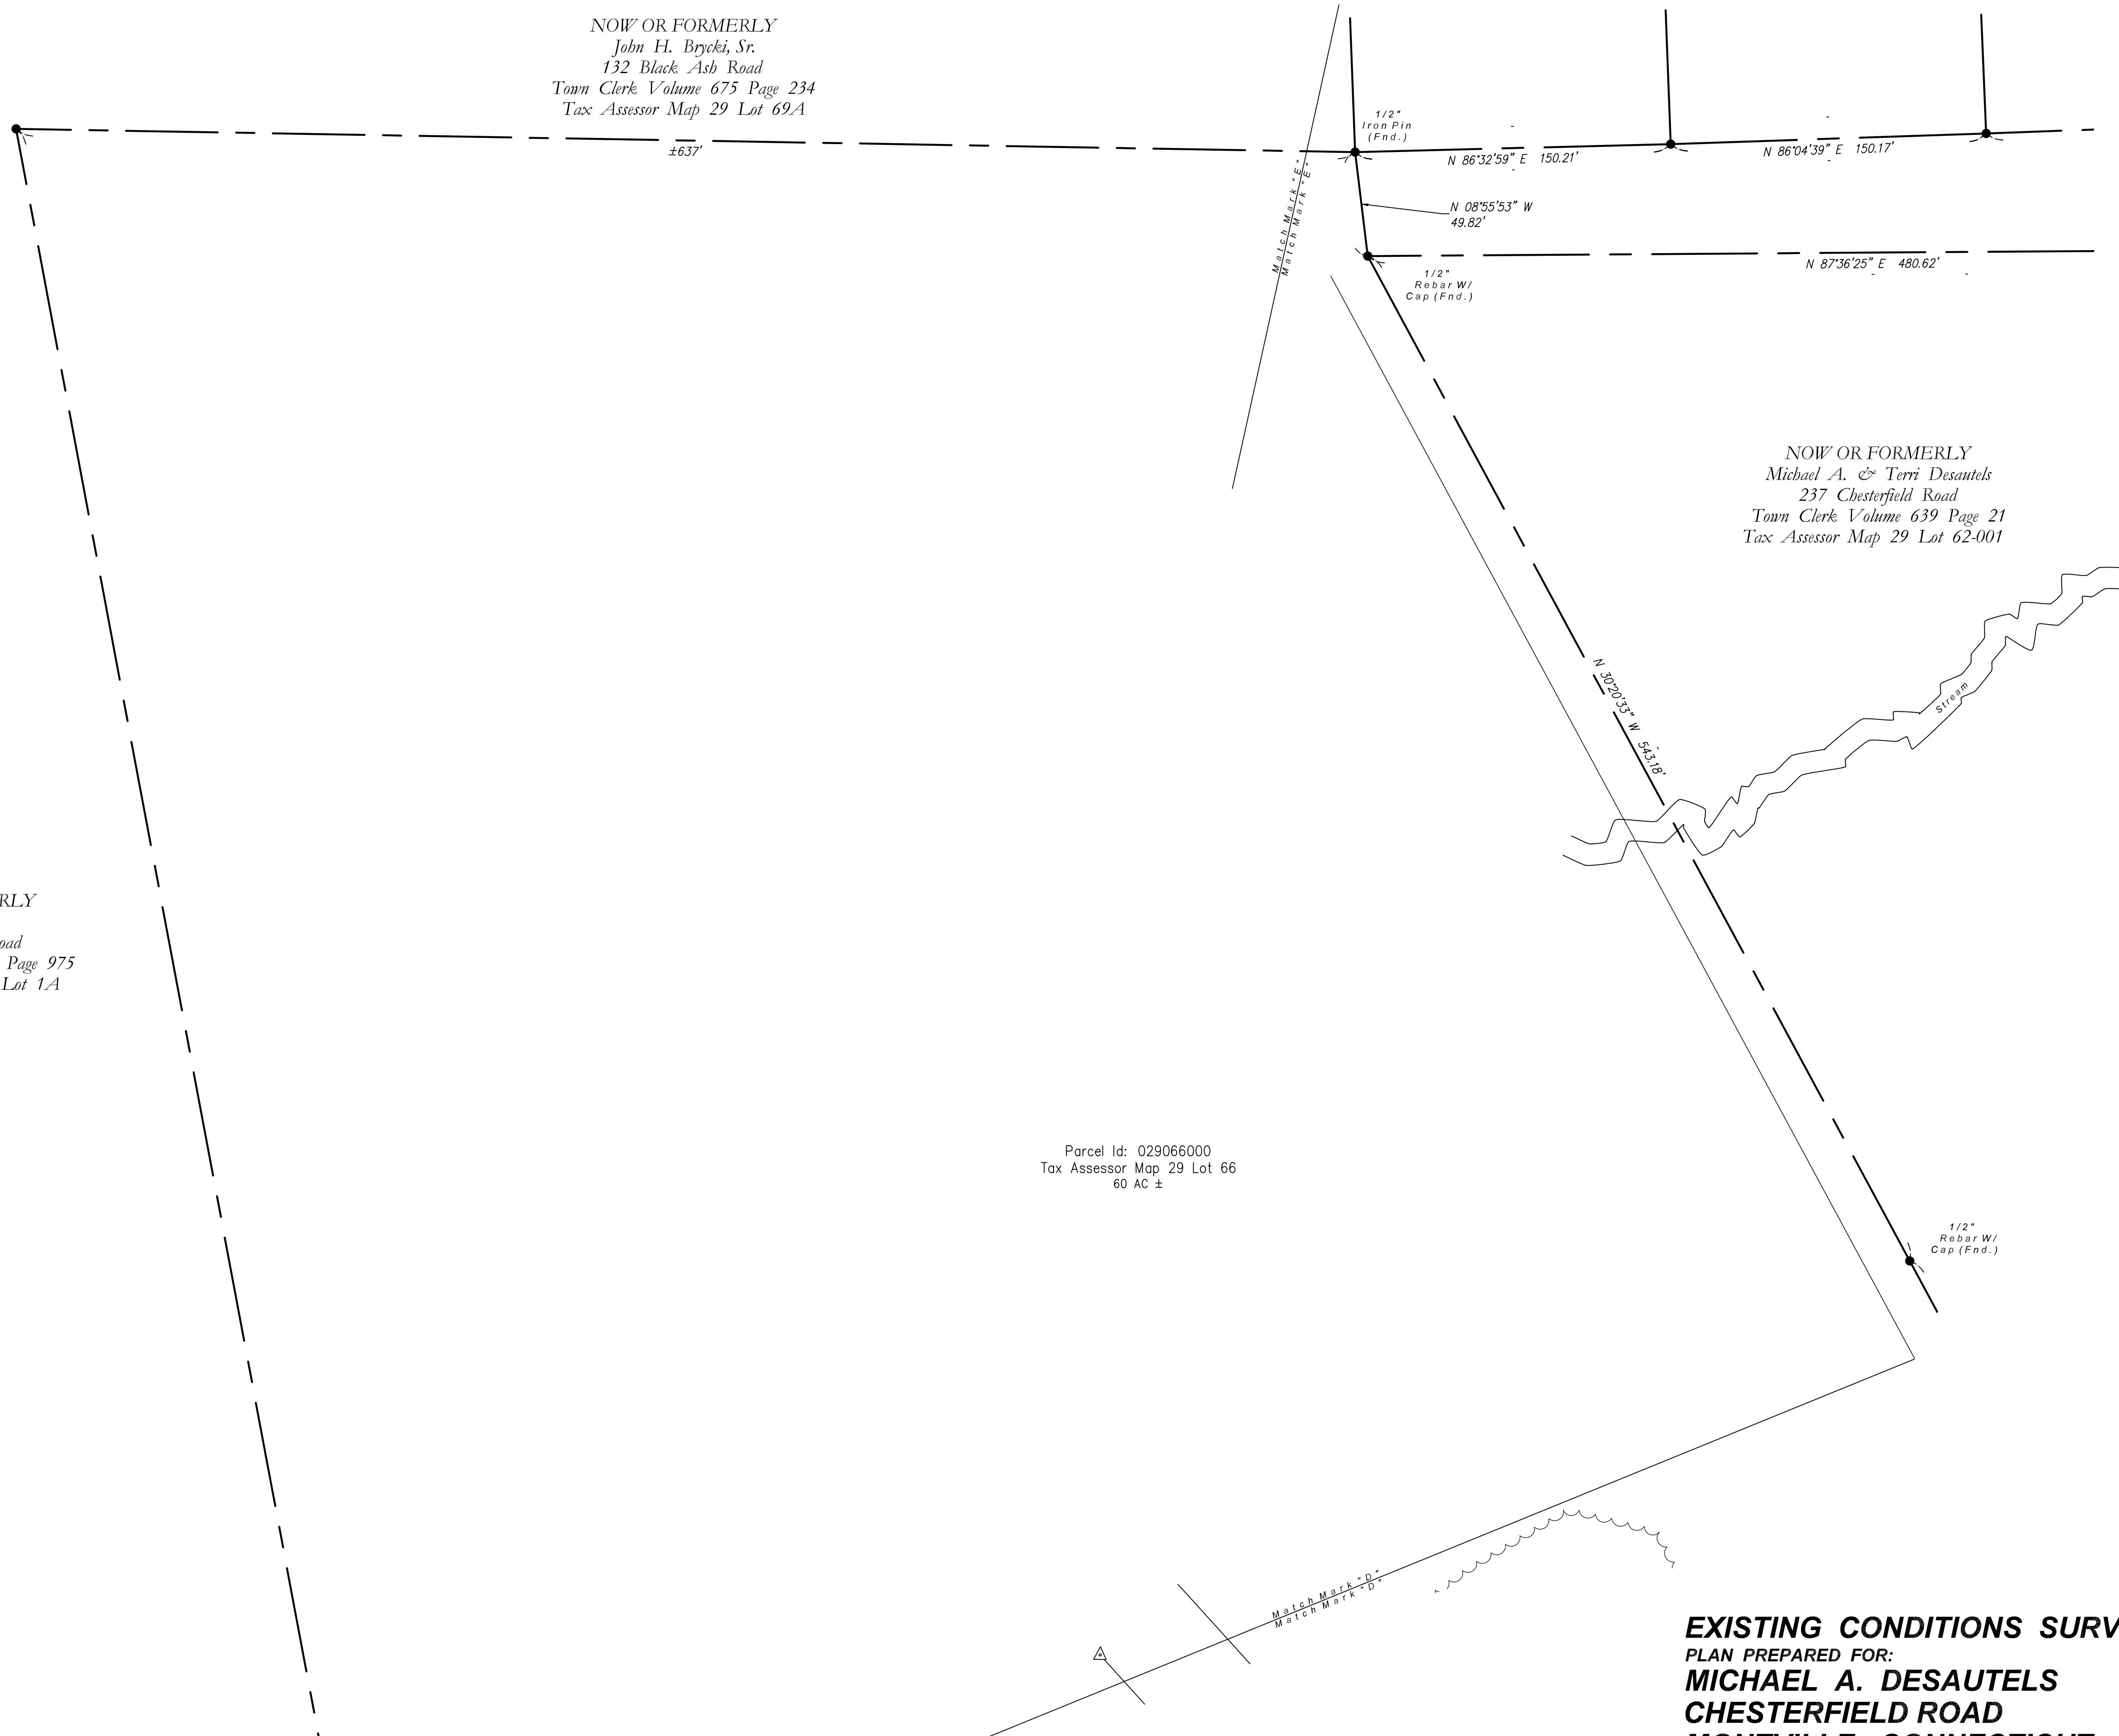 NOW OR FORMERLY
John H. Brycki, Sr.
132 Black Ash Road
Town Clerk Volume 675 Page 234
Tax Assessor Map 29 Lot 69A
±637'
1/2"
Iron Pin
(Fnd.)
N 86°32'59" E 150.21'
N 86°04'39" E 150.17'
Match Mark "E"
Match Mark "E"
N 08°55'53" W
49.82'
1/2"
Rebar W/
Cap (Fnd.)
N 87°36'25" E 480.62'
NOW OR FORMERLY
Michael A. & Terri Desautels
237 Chesterfield Road
Town Clerk Volume 639 Page 21
Tax Assessor Map 29 Lot 62-001
N 30°20'33" W 543.18'
Stream
RLY
oad
Page 975
Lot 1A
Parcel Id: 029066000
Tax Assessor Map 29 Lot 66
60 AC ±
1/2"
Rebar W/
Cap (Fnd.)
Match Mark "D"
Match Mark "D"
EXISTING CONDITIONS SURV
PLAN PREPARED FOR:
MICHAEL A. DESAUTELS
CHESTERFIELD ROAD
MONTVILLE, CONNECTICUT